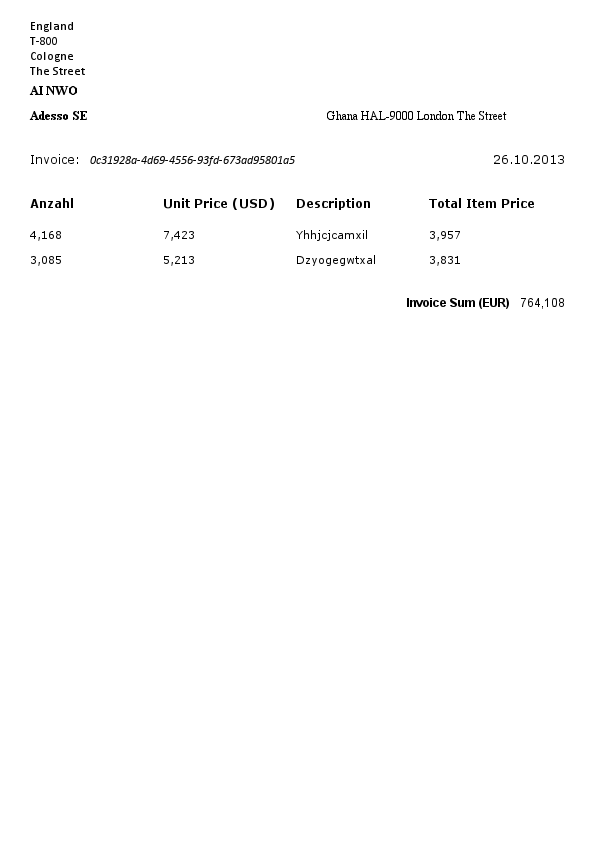 England
T-800
Cologne
The Street
AI NWO
Adesso SE Ghana HAL-9000 London The Street
Invoice: 0c31928a-4d69-4556-93fd-673ad95801a5 26.10.2013
Anzahl Unit Price (USD) Description Total Item Price
4,168 7,423 Yhhjcjcamxil 3,957
3,085 5,213 Dzyogegwtxal 3,831
Invoice Sum (EUR) 764,108